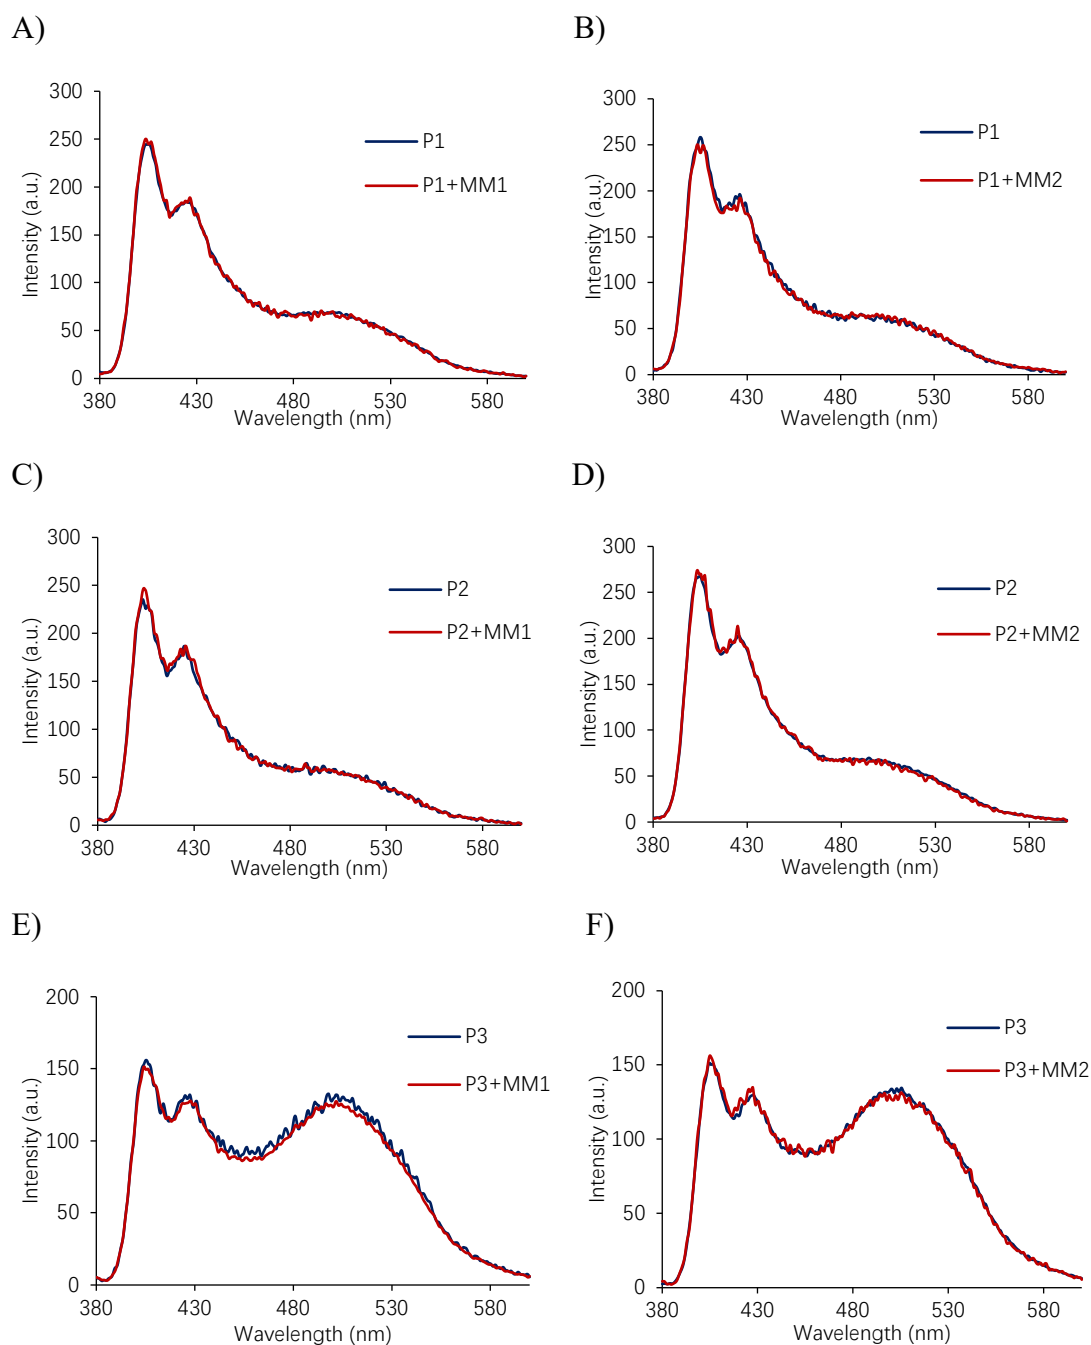 A)
Intensity (a.u.)
300
250
200
150
100
50
0
380
430
480
530
580
Wavelength (nm)
P1
P1+MM1
B)
Intensity (a.u.)
300
250
200
150
100
50
0
380
430
480
530
580
Wavelength (nm)
P1
P1+MM2
C)
Intensity (a.u.)
300
250
200
150
100
50
0
380
430
480
530
580
Wavelength (nm)
P2
P2+MM1
D)
Intensity (a.u.)
300
250
200
150
100
50
0
380
430
480
530
580
Wavelength (nm)
P2
P2+MM2
E)
Intensity (a.u.)
200
150
100
50
0
380
430
480
530
580
Wavelength (nm)
P3
P3+MM1
F)
Intensity (a.u.)
200
150
100
50
0
380
430
480
530
580
Wavelength (nm)
P3
P3+MM2